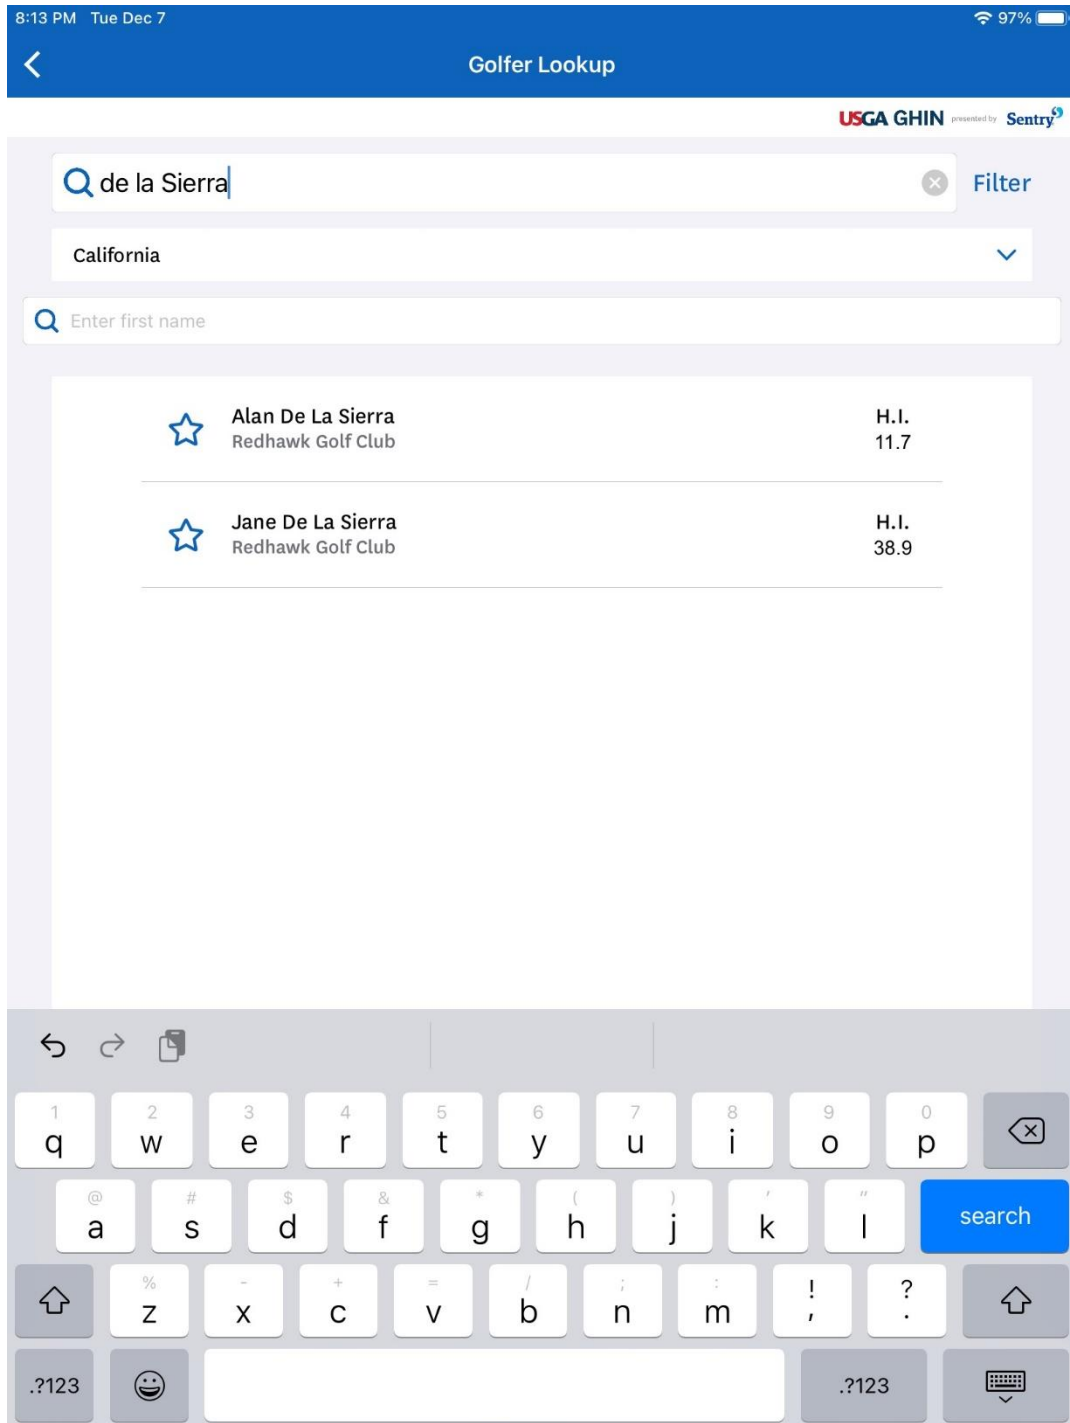 8:13 PM Tue Dec 7 97%
Golfer Lookup
USGA GHIN presented by Sentry
de la Sierra Filter
California
Enter first name
Alan De La Sierra H.I.
Redhawk Golf Club 11.7
Jane De La Sierra H.I.
Redhawk Golf Club 38.9
1 2 3 4 5 6 7 8 9 0
q w e r t y u i o p
@ # $ & * ( ) ' "
a s d f g h j k l search
% - + = / ; : ! ?
z x c v b n m , .
.?123 .?123